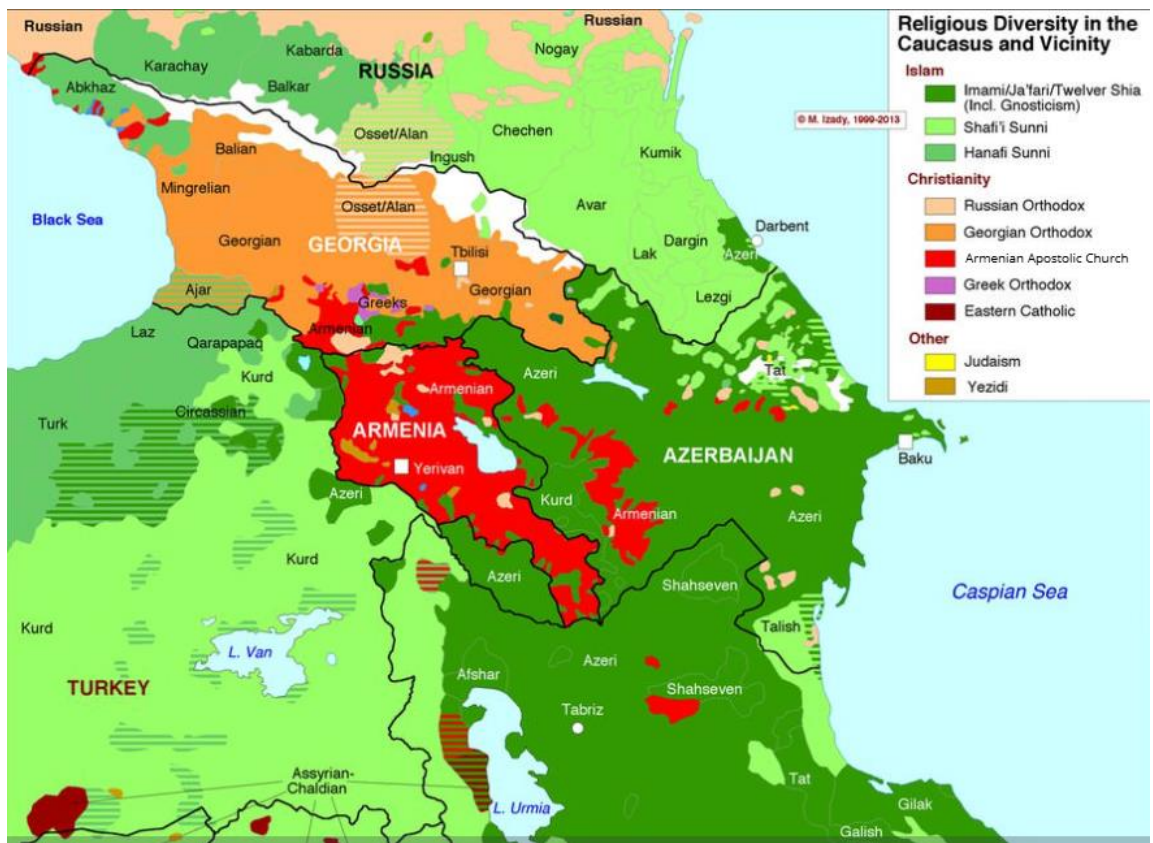 Religious Diversity in the
Caucasus and Vicinity
Islam
Imami/Ja'fari/Twelver Shia
(Incl. Gnosticism)
Shafi'i Sunni
Hanafi Sunni
Christianity
Russian Orthodox
Georgian Orthodox
Armenian Apostolic Church
Greek Orthodox
Eastern Catholic
Other
Judaism
Yezidi
© M. Izady, 1999-2013
Russian
Russian
Kabarda
Nogay
Karachay
RUSSIA
Balkar
Abkhaz
Osset/Alan
Chechen
Balian
Ingush
Kumik
Mingrelian
Osset/Alan
Avar
Black Sea
Georgian
GEORGIA
Dargin
Darbent
Tbilisi
Lak
Azeri
Ajar
Greeks
Georgian
Lezgi
Laz
Armenian
Qarapapaq
Kurd
Azeri
Tat
Armenian
Circassian
Turk
ARMENIA
AZERBAIJAN
Baku
Yerivan
Azeri
Kurd
Armenian
Azeri
Kurd
Azeri
Shahseven
Caspian Sea
Kurd
Talish
L. Van
Azeri
Afshar
Shahseven
TURKEY
Tabriz
Assyrian-
Chaldian
Tat
L. Urmia
Gilak
Galish